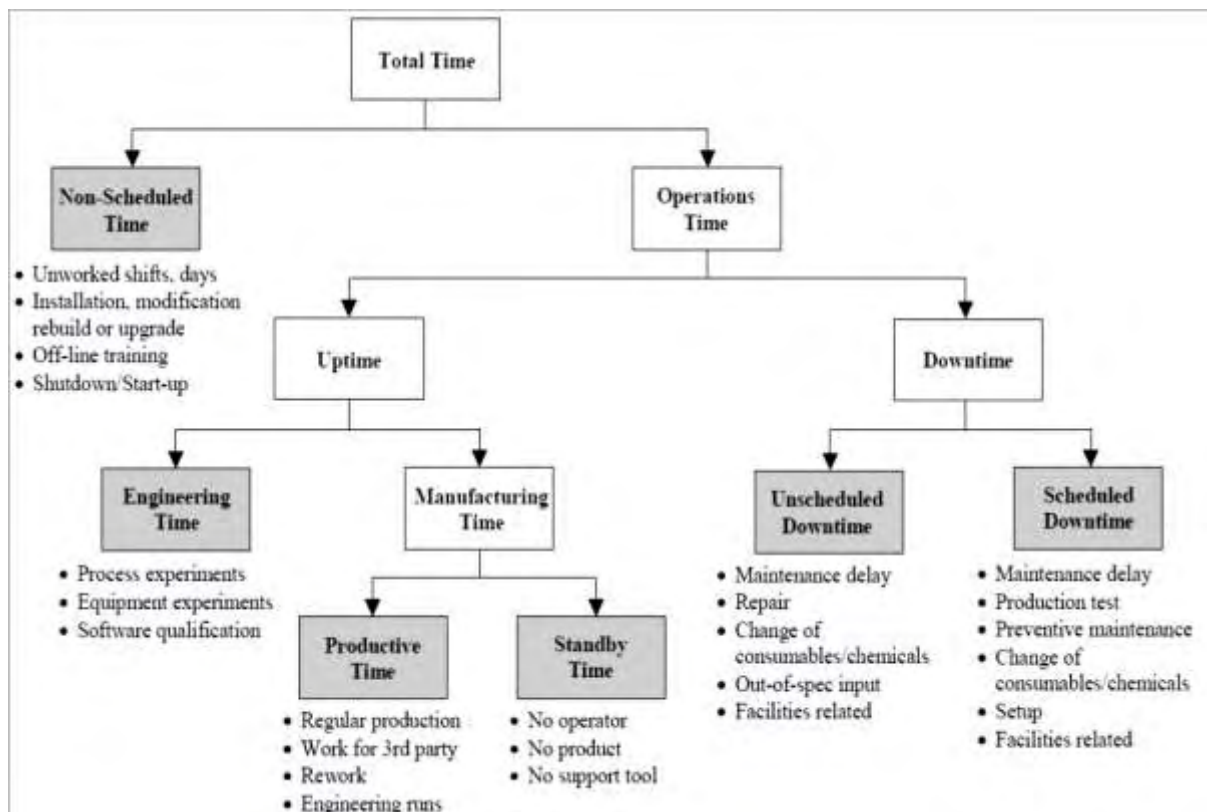 Total Time
Non-Scheduled
Time
Operations
Time
• Unworked shifts, days
• Installation, modification
rebuild or upgrade
• Off-line training
• Shutdown/Start-up
Uptime
Downtime
Engineering
Time
Manufacturing
Time
Unscheduled
Downtime
Scheduled
Downtime
• Process experiments
• Equipment experiments
• Software qualification
Productive
Time
Standby
Time
• Regular production
• Work for 3rd party
• Rework
• Engineering runs
• No operator
• No product
• No support tool
• Maintenance delay
• Repair
• Change of
consumables/chemicals
• Out-of-spec input
• Facilities related
• Maintenance delay
• Production test
• Preventive maintenance
• Change of
consumables/chemicals
• Setup
• Facilities related